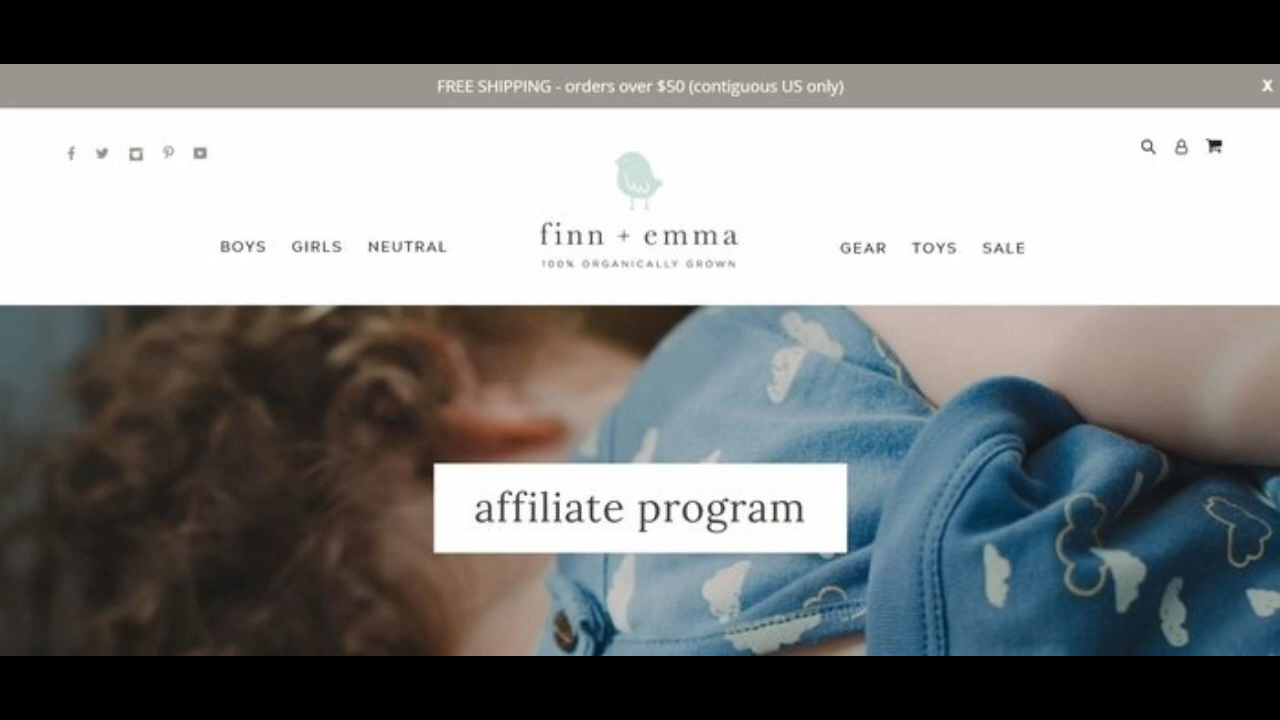 FREE SHIPPING - orders over $50 (contiguous US only)
X
BOYS GIRLS NEUTRAL
finn + emma
100% ORGANICALLY GROWN
GEAR TOYS SALE
affiliate program